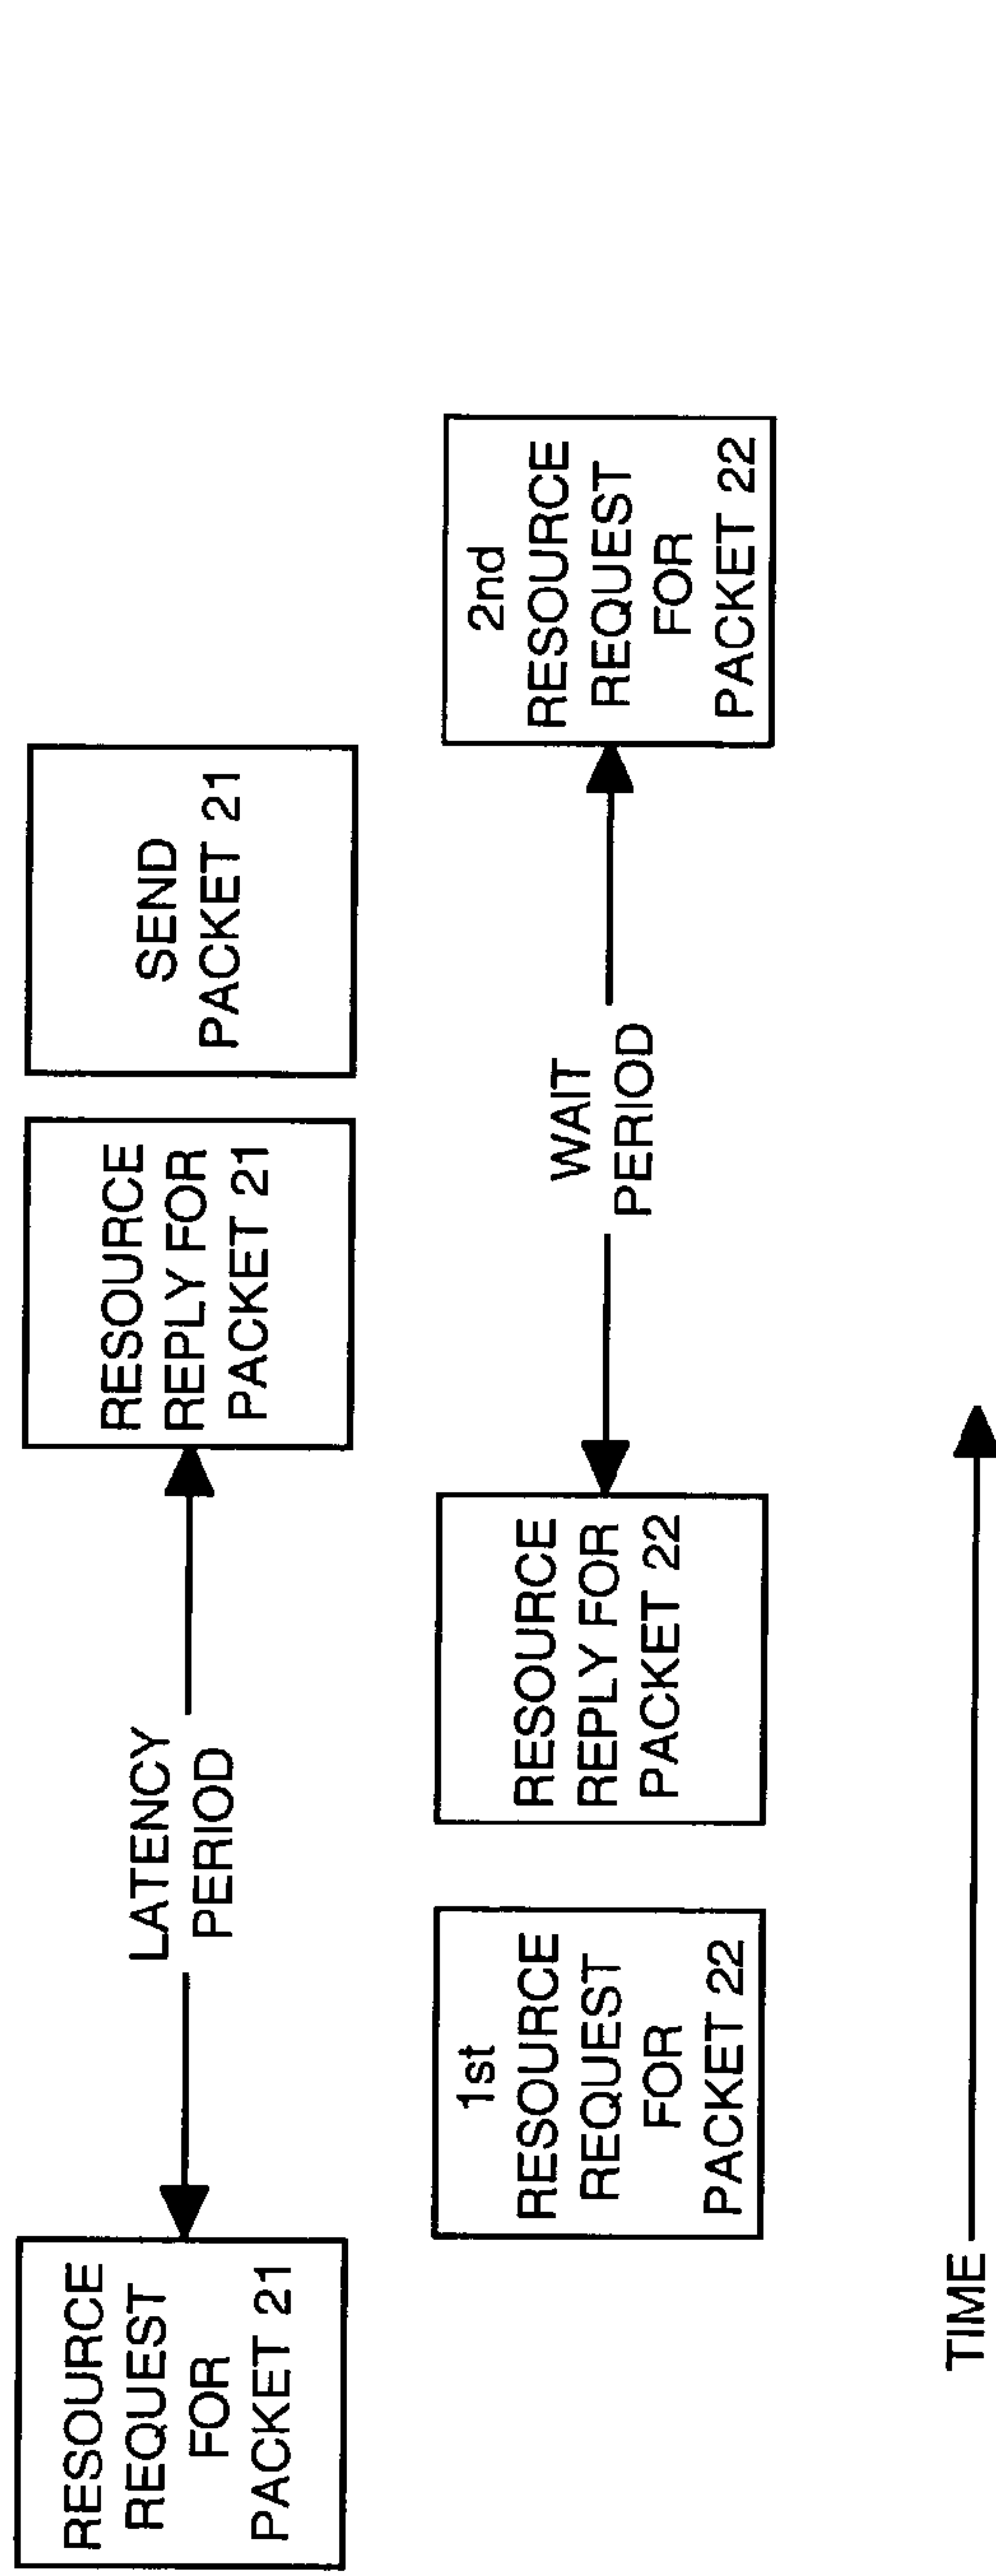 RESOURCE
REQUEST
FOR
PACKET 21
LATENCY
PERIOD
RESOURCE
REPLY FOR
PACKET 21
SEND
PACKET 21
1st
RESOURCE
REQUEST
FOR
PACKET 22
RESOURCE
REPLY FOR
PACKET 22
WAIT
PERIOD
2nd
RESOURCE
REQUEST
FOR
PACKET 22
TIME